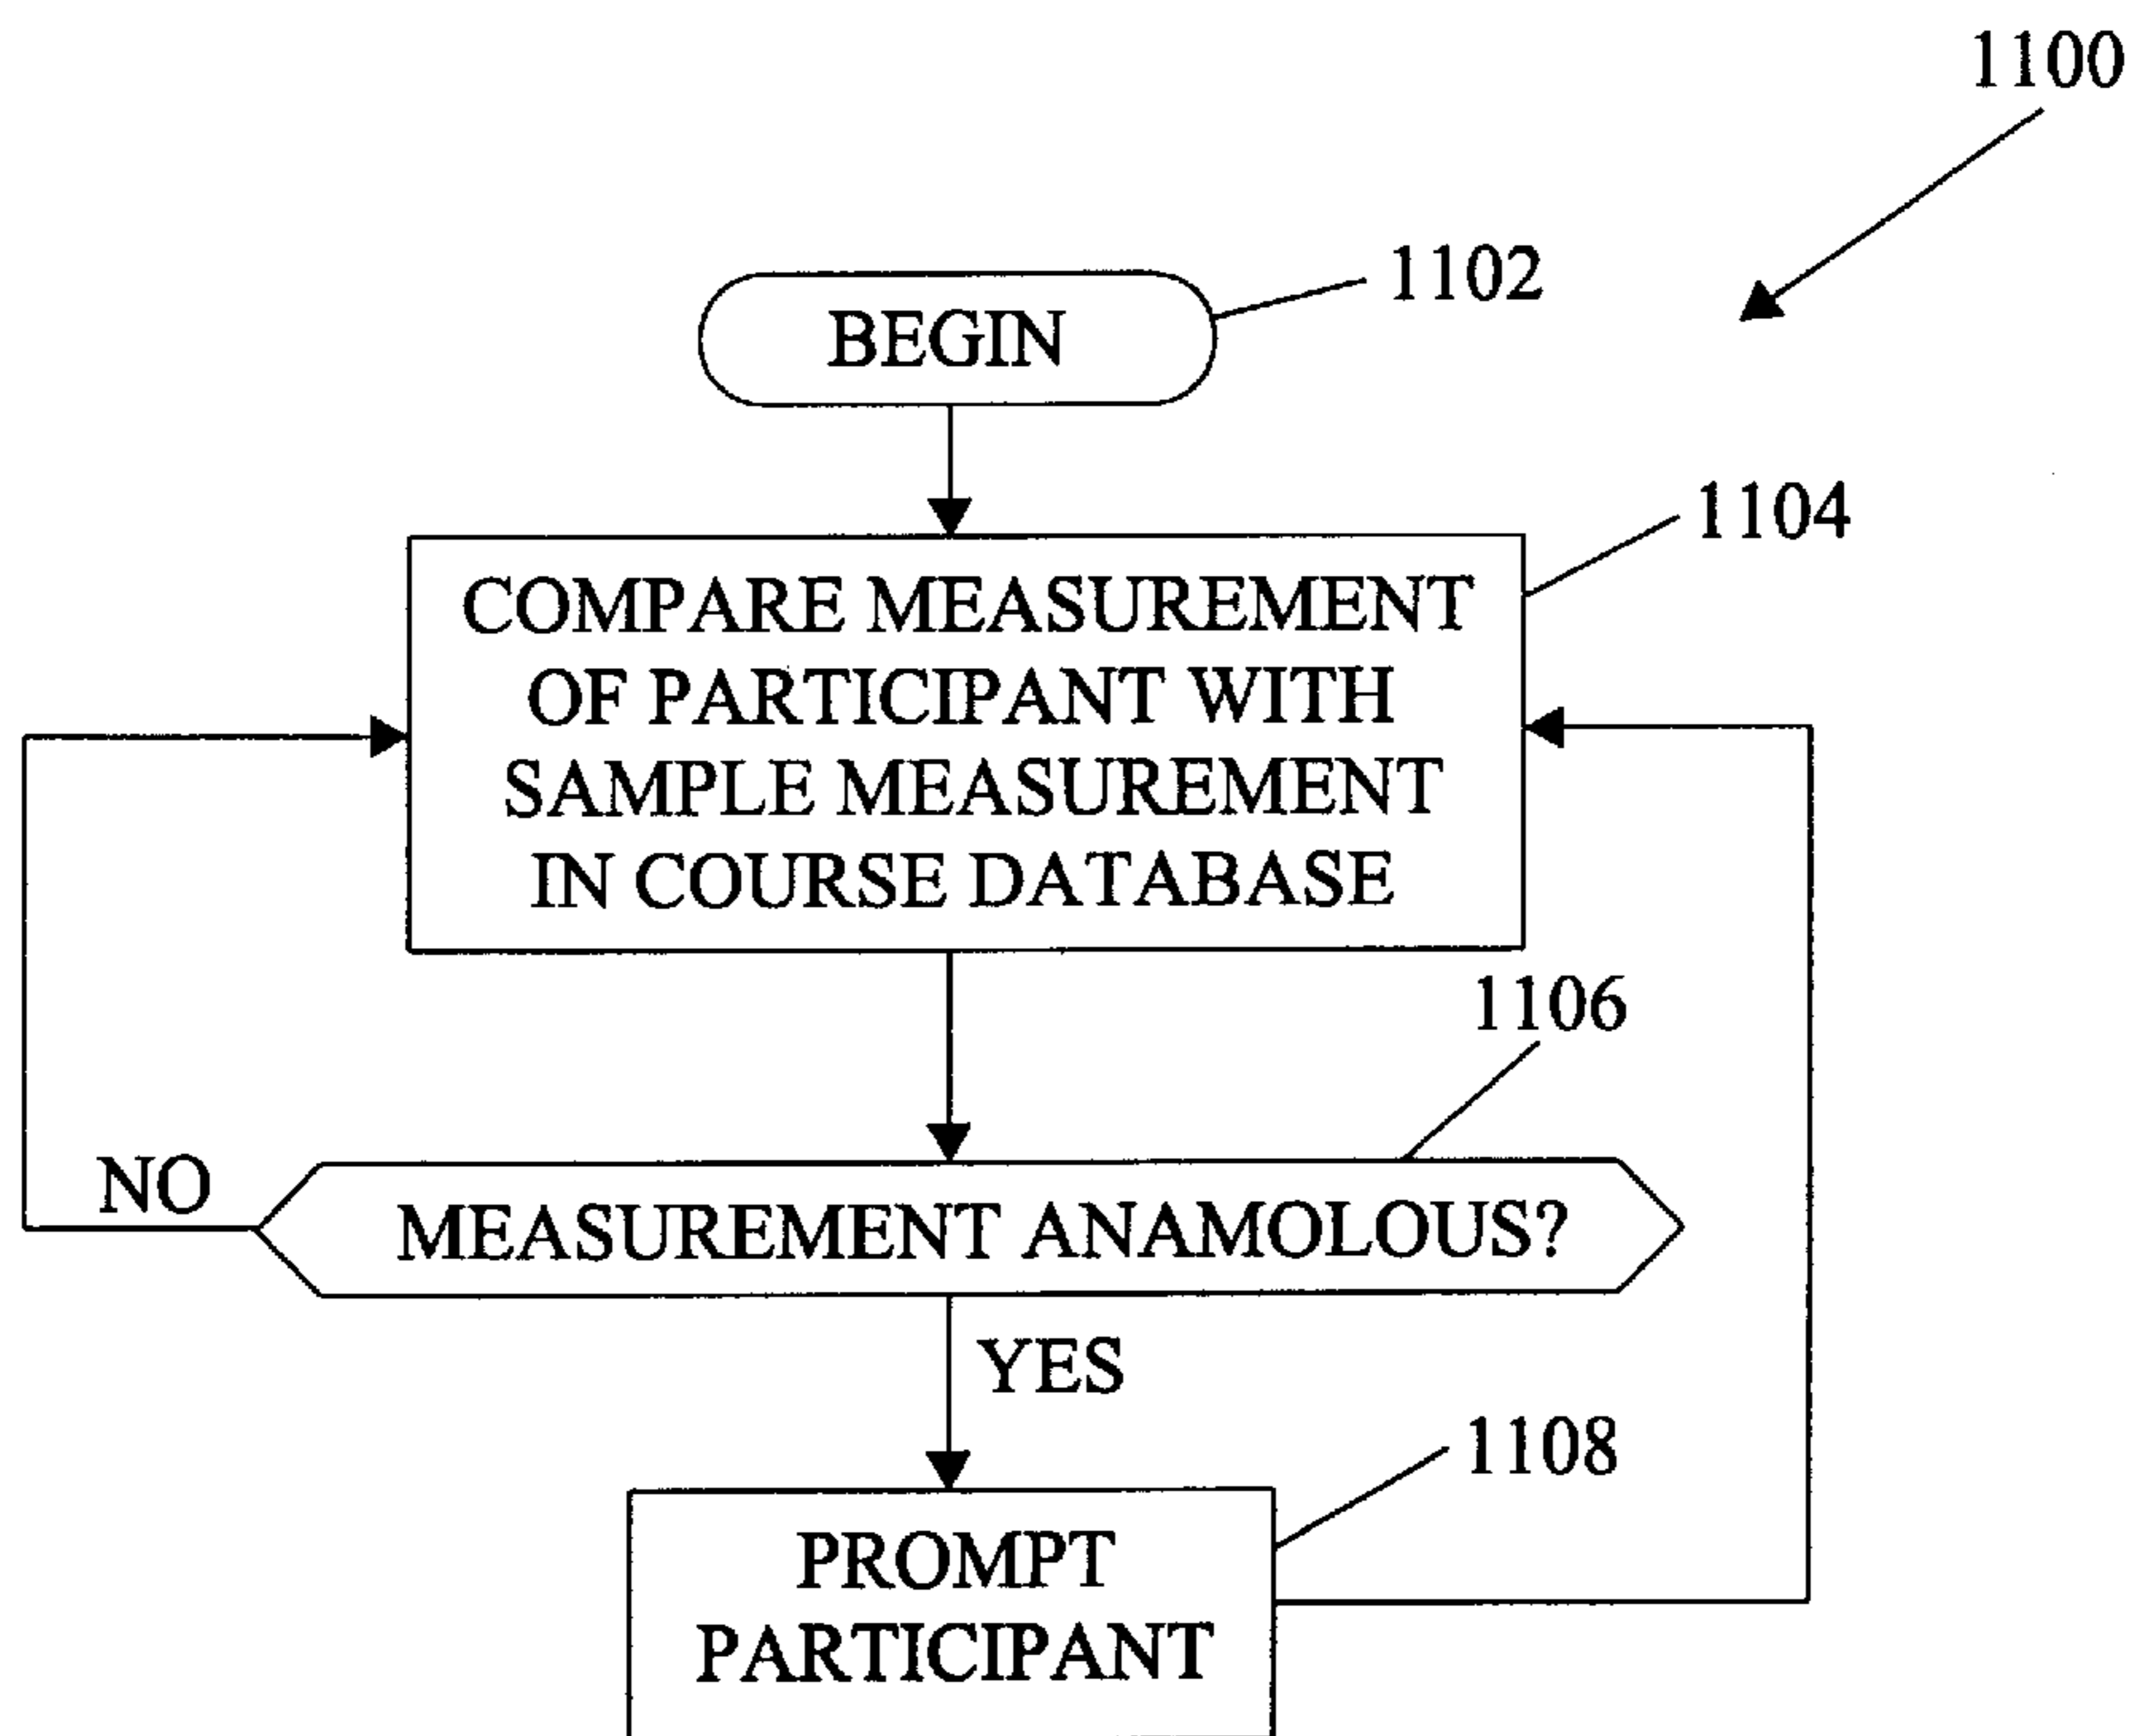 1100
BEGIN
1102
COMPARE MEASUREMENT
OF PARTICIPANT WITH
SAMPLE MEASUREMENT
IN COURSE DATABASE
1104
1106
MEASUREMENT ANAMOLOUS?
NO
YES
1108
PROMPT
PARTICIPANT